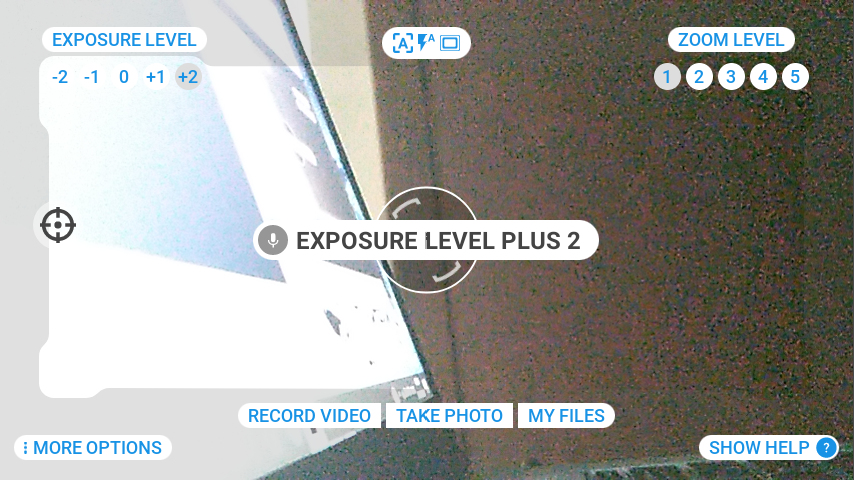 EXPOSURE LEVEL
-2 -1 0 +1 +2
A A
ZOOM LEVEL
1 2 3 4 5
EXPOSURE LEVEL PLUS 2
RECORD VIDEO TAKE PHOTO MY FILES
MORE OPTIONS
SHOW HELP ?